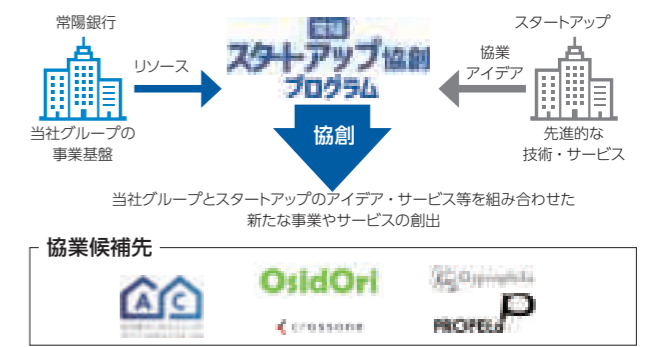 常陽銀行
スタートアップ
リソース
常陽
スタートアップ協創
プログラム
協業
アイデア
当社グループの
事業基盤
協創
先進的な
技術・サービス
当社グループとスタートアップのアイデア・サービス等を組み合わせた
新たな事業やサービスの創出
協業候補先
AC
OsidOri
crossone
P